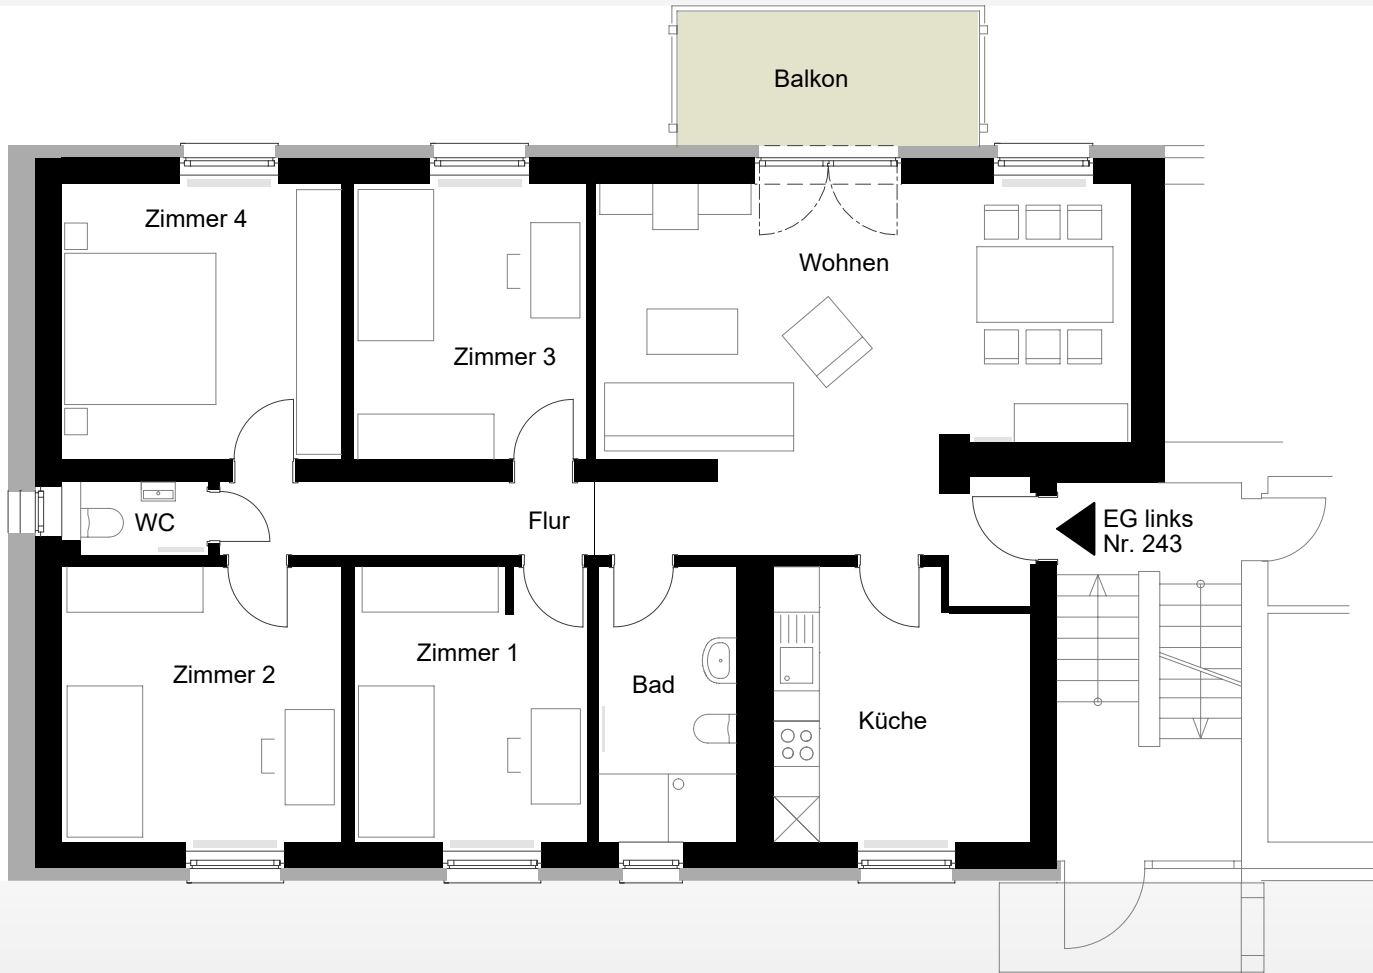 Balkon
Zimmer 4
Wohnen
Zimmer 3
WC
Flur
EG links
Nr. 243
Zimmer 2
Zimmer 1
Bad
Küche